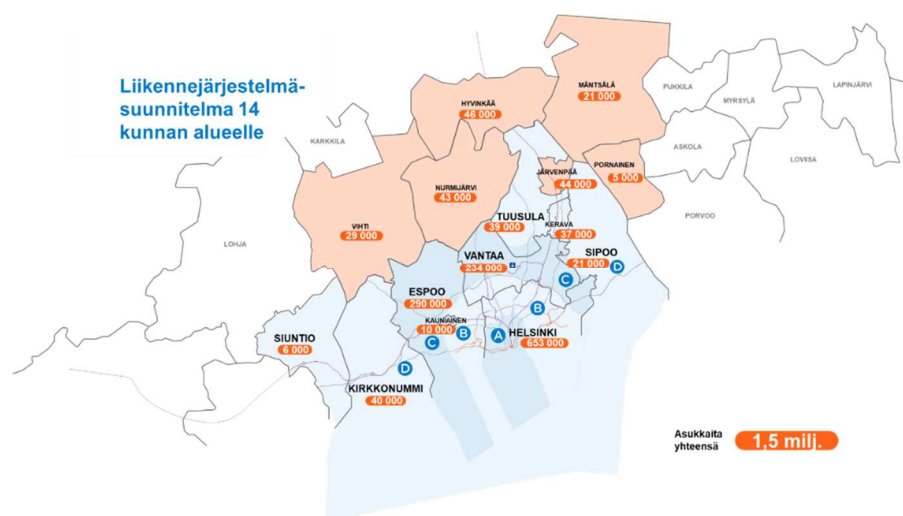 Liikennejärjestelmä-
suunnitelma 14
kunnan alueelle
KARKKILA
HYVINKÄÄ
46 000
MÄNTSÄLÄ
21 000
PUKKILA
MYRSYLÄ
LAPINJÄRVI
ASKOLA
LOVIISA
PORVOO
LOHJA
VIHTI
29 000
NURMIJÄRVI
43 000
JÄRVENPÄÄ
44 000
PORNAINEN
5 000
TUUSULA
39 000
KERAVA
37 000
VANTAA
234 000
SIPOO
21 000
D
C
ESPOO
290 000
KAUNIAINEN
10 000
B
C
B
A
HELSINKI
653 000
SIUNTIO
6 000
D
KIRKKONUMMI
40 000
Asukkaita
yhteensä
1,5 milj.